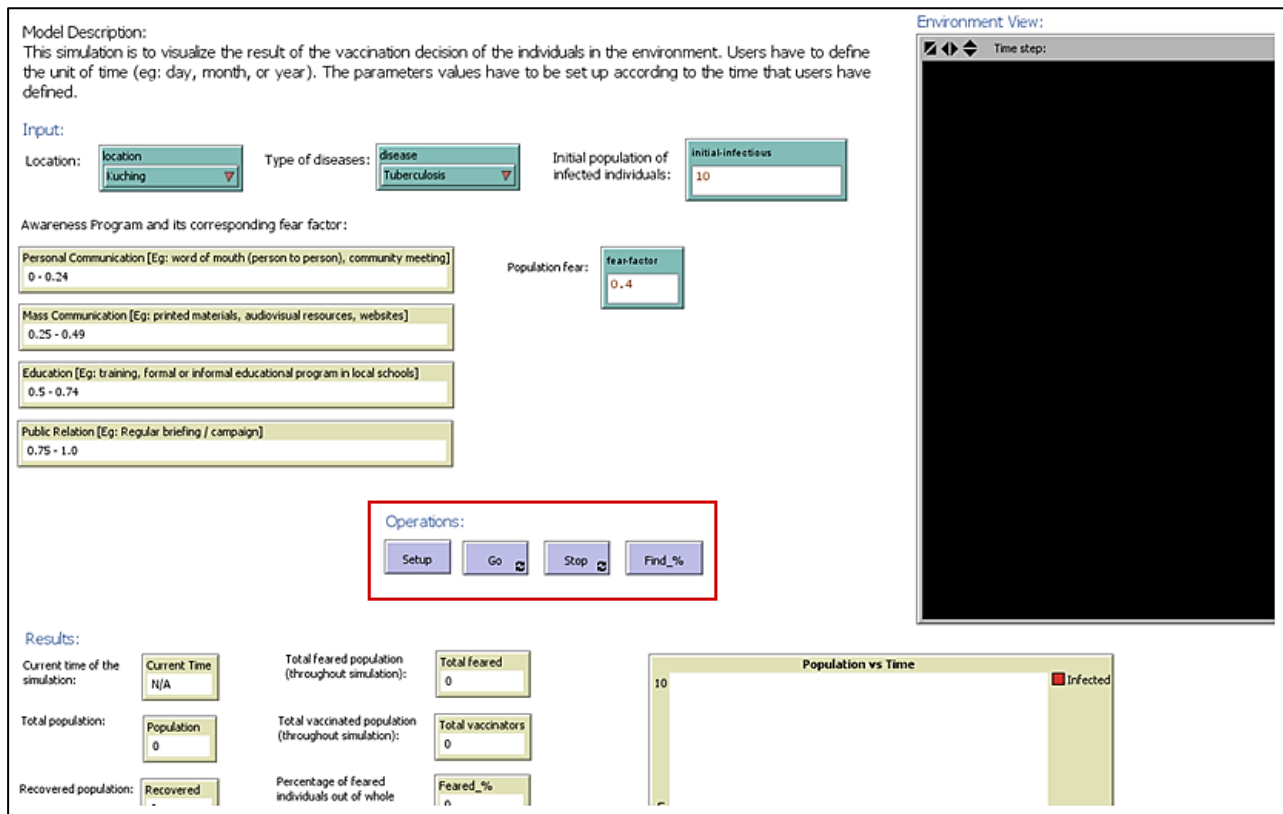 Model Description:
This simulation is to visualize the result of the vaccination decision of the individuals in the environment. Users have to define
the unit of time (eg: day, month, or year). The parameters values have to be set up according to the time that users have
defined.
Environment View:
Time step:
Input:
Location:
location
Kuching
Type of diseases:
disease
Tuberculosis
Initial population of
infected individuals:
initial-infectious
10
Awareness Program and its corresponding fear factor:
Personal Communication [Eg: word of mouth (person to person), community meeting]
0 - 0.24
Population fear:
fear-factor
0.4
Mass Communication [Eg: printed materials, audiovisual resources, websites]
0.25 - 0.49
Education [Eg: training, formal or informal educational program in local schools]
0.5 - 0.74
Public Relation [Eg: Regular briefing / campaign]
0.75 - 1.0
Operations:
Setup
Go
Stop
Find_%
Results:
Current time of the
simulation:
Current Time
N/A
Total feared population
(throughout simulation):
Total feared
0
Total population:
Population
0
Total vaccinated population
(throughout simulation):
Total vaccinators
0
Recovered population:
Recovered
Percentage of feared
individuals out of whole
Feared_%
Population vs Time
10
Infected